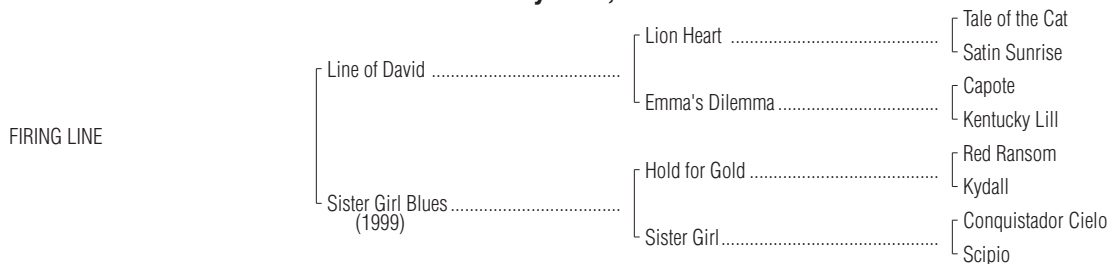 Tale of the Cat
Lion Heart
Satin Sunrise
Line of David
Capote
Emma's Dilemma
Kentucky Lill
FIRING LINE
Red Ransom
Hold for Gold
Kydall
Sister Girl Blues
(1999)
Conquistador Cielo
Sister Girl
Scipio